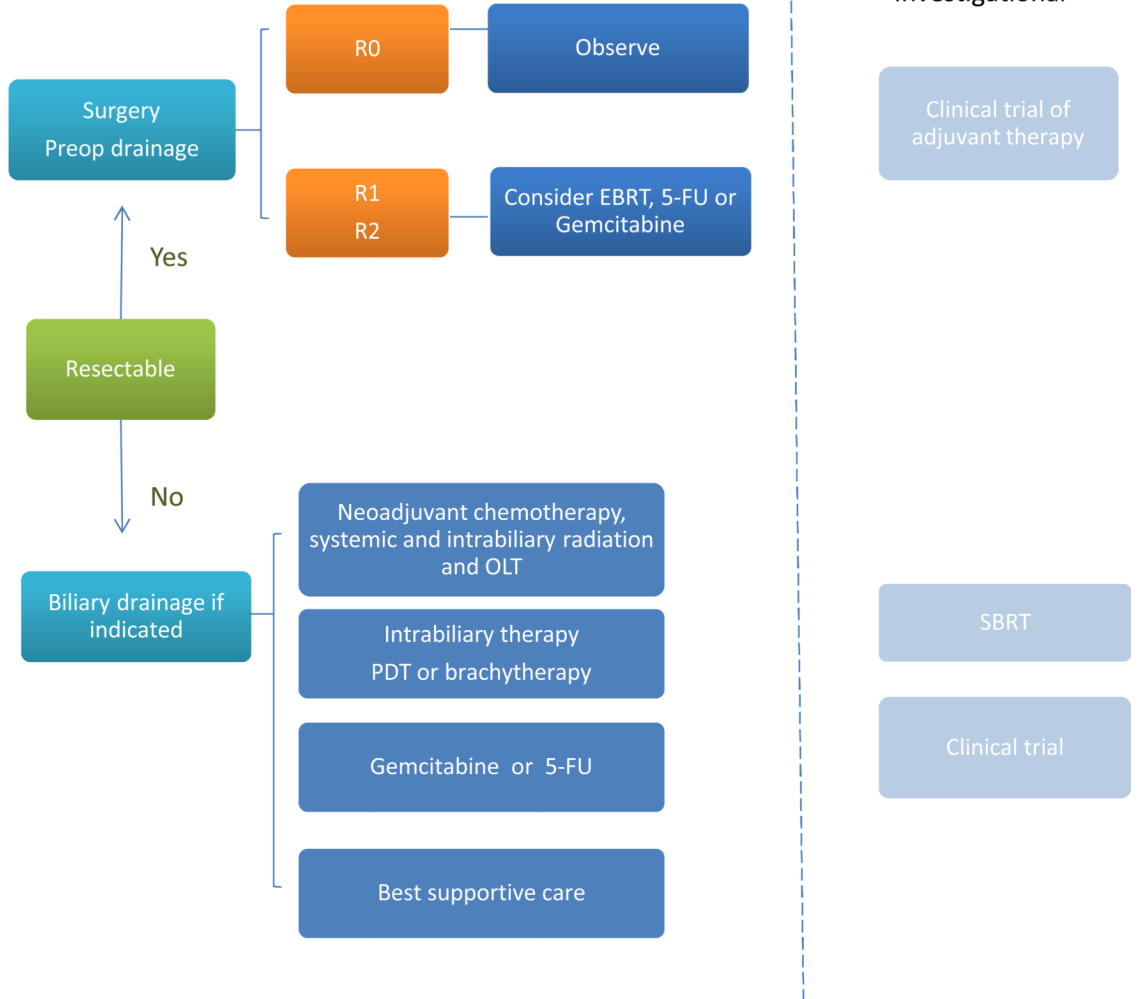 Investigational
R0
Observe
Surgery
Preop drainage
Clinical trial of
adjuvant therapy
R1
R2
Consider EBRT, 5-FU or
Gemcitabine
Yes
Resectable
No
Neoadjuvant chemotherapy,
systemic and intrabiliary radiation
and OLT
Biliary drainage if
indicated
SBRT
Intrabiliary therapy
PDT or brachytherapy
Clinical trial
Gemcitabine or 5-FU
Best supportive care